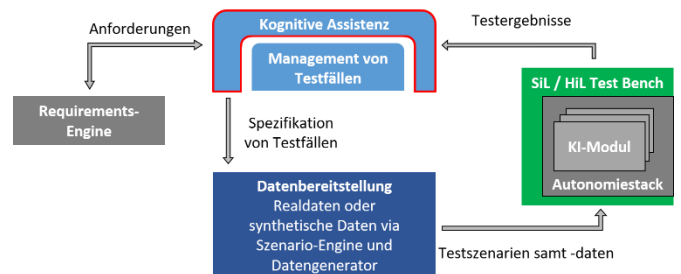 Anforderungen
Kognitive Assistenz
Testergebnisse
Management von
Testfällen
SiL / HiL Test Bench
Requirements-
Engine
KI-Modul
Autonomiestack
Spezifikation
von Testfällen
Datenbereitstellung
Realdaten oder
synthetische Daten via
Szenario-Engine und
Datengenerator
Testszenarien samt -daten